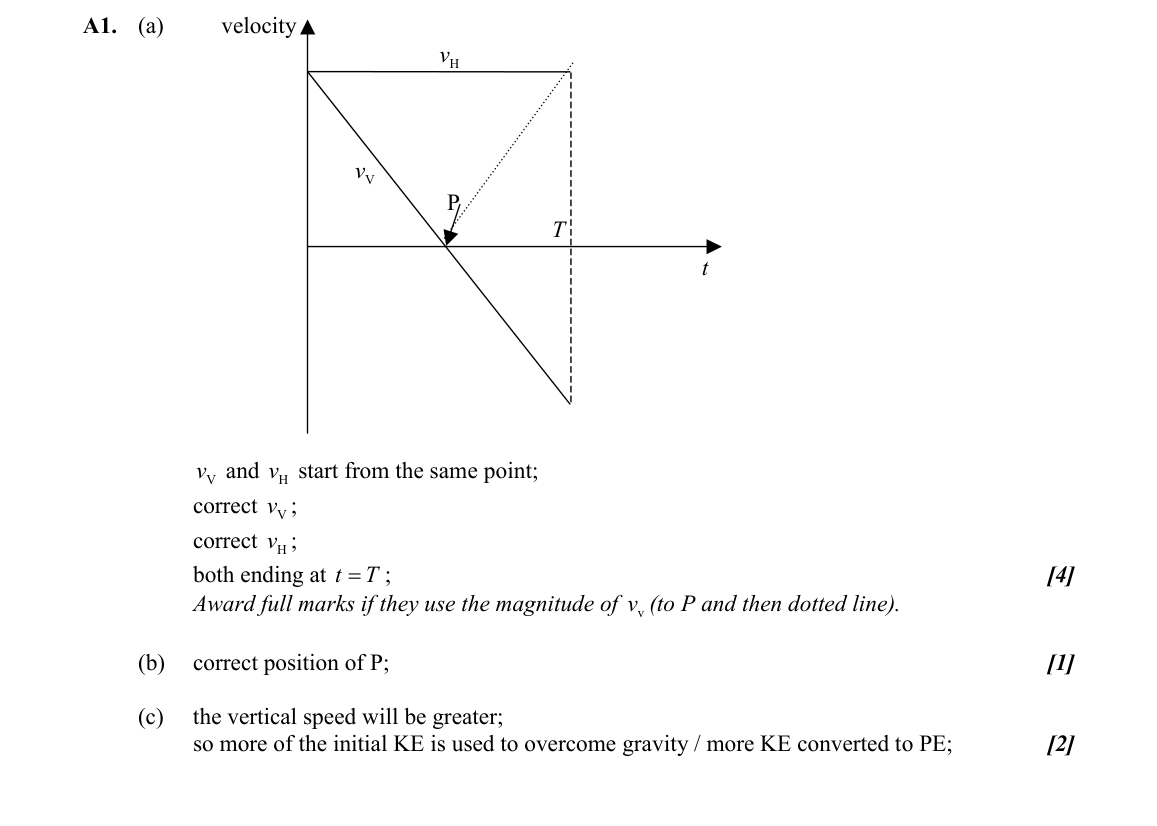 A1. (a) velocity
v_H
v_V
P
T
t
v_V and v_H start from the same point;
correct v_V;
correct v_H;
both ending at t = T; [4]
Award full marks if they use the magnitude of v_v (to P and then dotted line).
(b) correct position of P; [1]
(c) the vertical speed will be greater;
so more of the initial KE is used to overcome gravity / more KE converted to PE; [2]